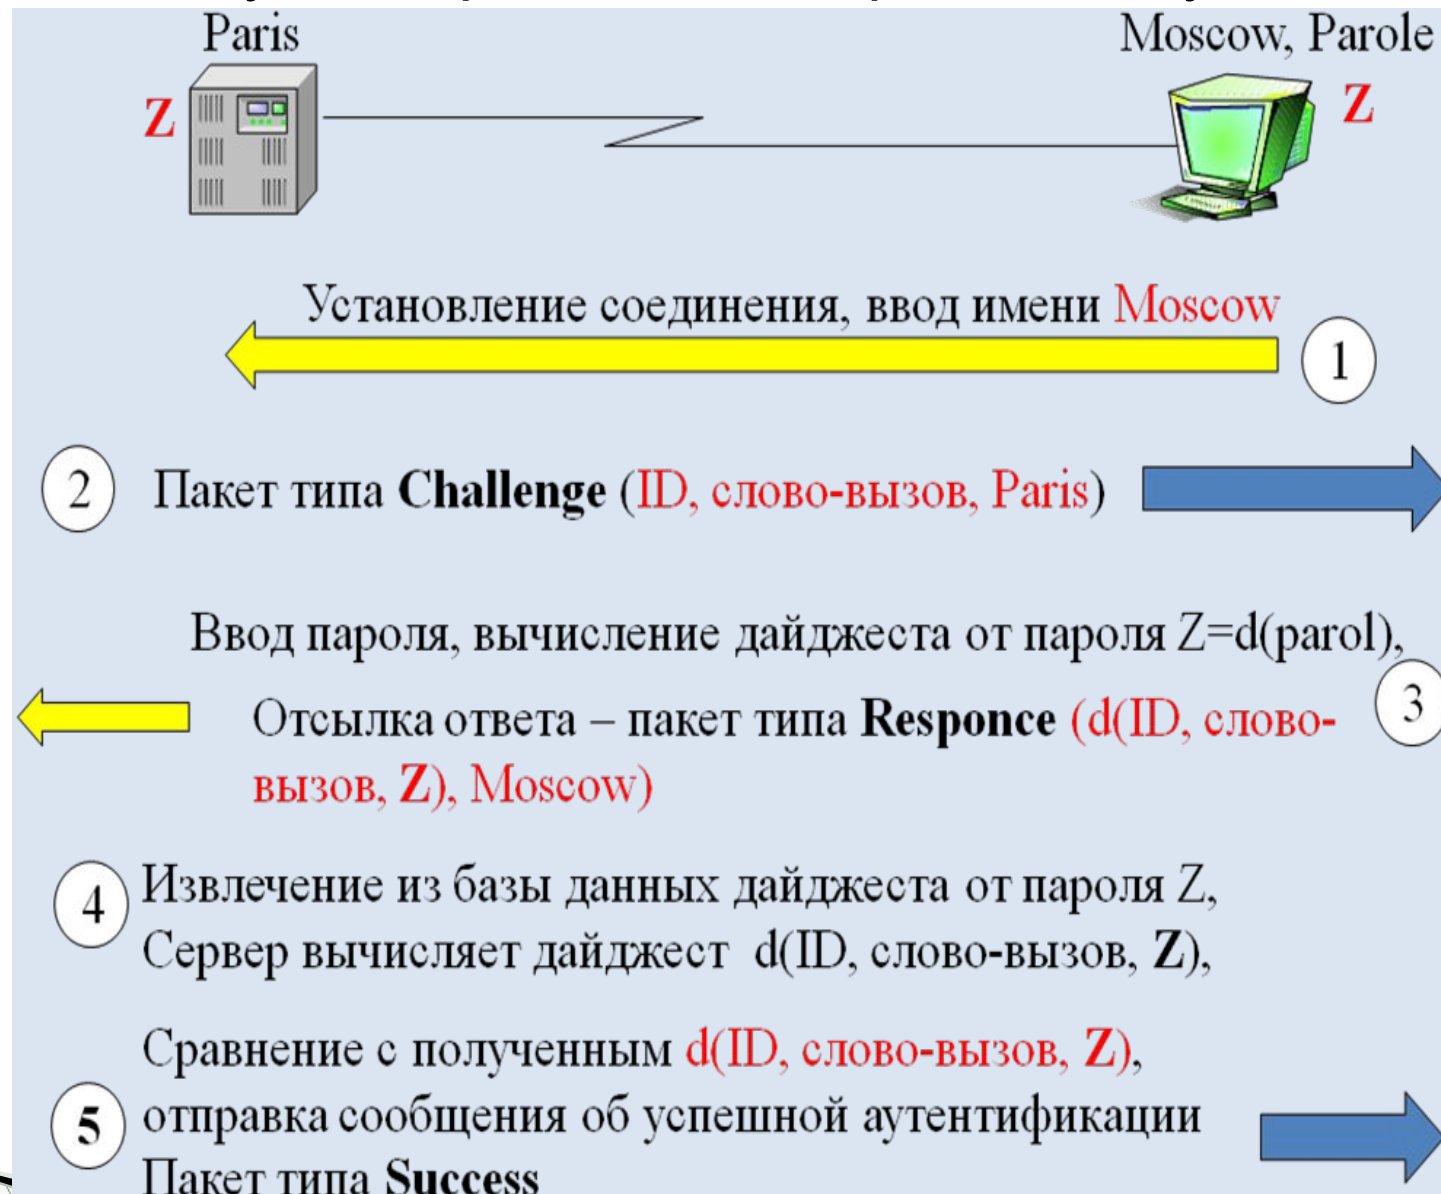 Paris
Moscow, Parole
Z
Z
Установление соединения, ввод имени Moscow
1
2
Пакет типа Challenge (ID, слово-вызов, Paris)
Ввод пароля, вычисление дайджеста от пароля Z=d(parol),
3
Отсылка ответа – пакет типа Responce (d(ID, слово-
вызов, Z), Moscow)
4
Извлечение из базы данных дайджеста от пароля Z,
Сервер вычисляет дайджест d(ID, слово-вызов, Z),
Сравнение с полученным d(ID, слово-вызов, Z),
5
отправка сообщения об успешной аутентификации
Пакет типа Success